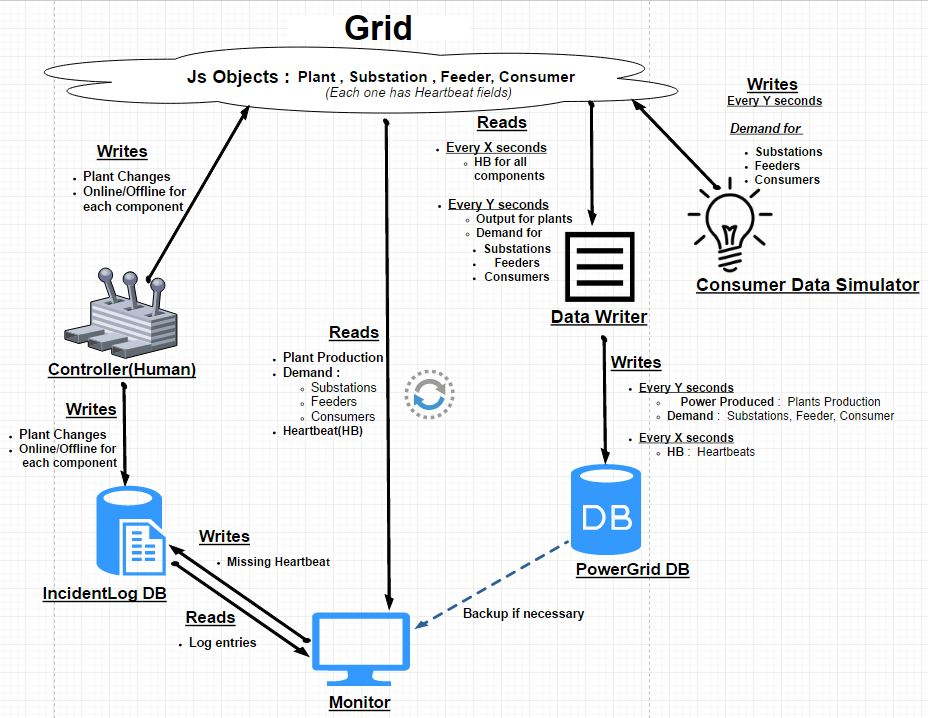 Grid
Js Objects : Plant , Substation , Feeder, Consumer
(Each one has Heartbeat fields)
Writes
Plant Changes
Online/Offline for
each component
Controller(Human)
Writes
Plant Changes
Online/Offline for
each component
IncidentLog DB
Writes
Missing Heartbeat
Reads
Log entries
Monitor
Reads
Plant Production
Demand :
Substations
Feeders
Consumers
Heartbeat(HB)
Reads
Every X seconds
HB for all
components
Every Y seconds
Output for plants
Demand for
Substations
Feeders
Consumers
Data Writer
Writes
Every Y seconds
Power Produced : Plants Production
Demand : Substations, Feeder, Consumer
Every X seconds
HB : Heartbeats
DB
PowerGrid DB
Backup if necessary
Writes
Every Y seconds
Demand for
Substations
Feeders
Consumers
Consumer Data Simulator